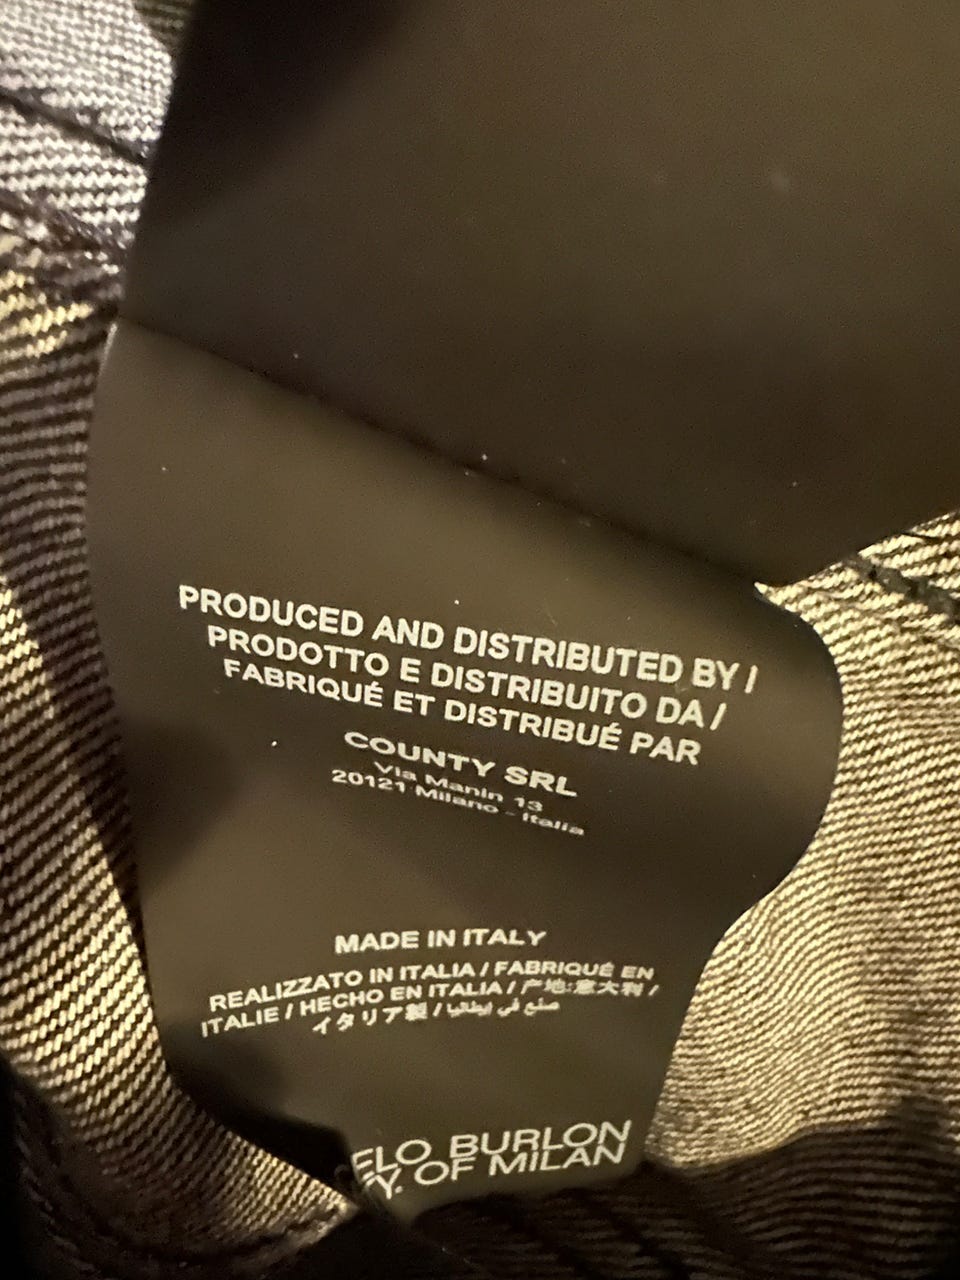 PRODUCED AND DISTRIBUTED BY /
PRODOTTO E DISTRIBUITO DA /
FABRIQUÉ ET DISTRIBUÉ PAR
COUNTY SRL
Via Manin 13
20121 Milano - Italia
MADE IN ITALY
REALIZZATO IN ITALIA / FABRIQUÉ EN
ITALIE / HECHO EN ITALIA / 产地:意大利 /
イタリア製 / صنع في إيطاليا
ELO BURLON
Y. OF MILAN